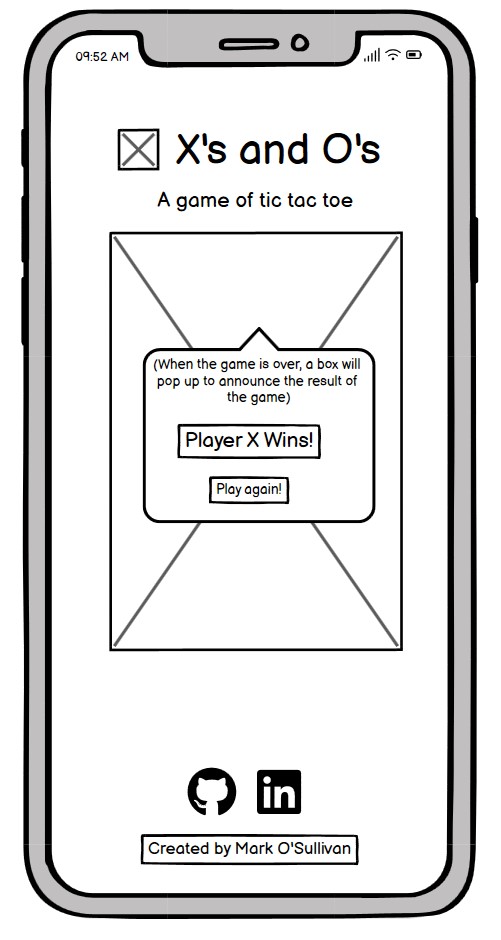 09:52 AM
X's and O's
A game of tic tac toe
(When the game is over, a box will
pop up to announce the result of
the game)
Player X Wins!
Play again!
in
Created by Mark O'Sullivan